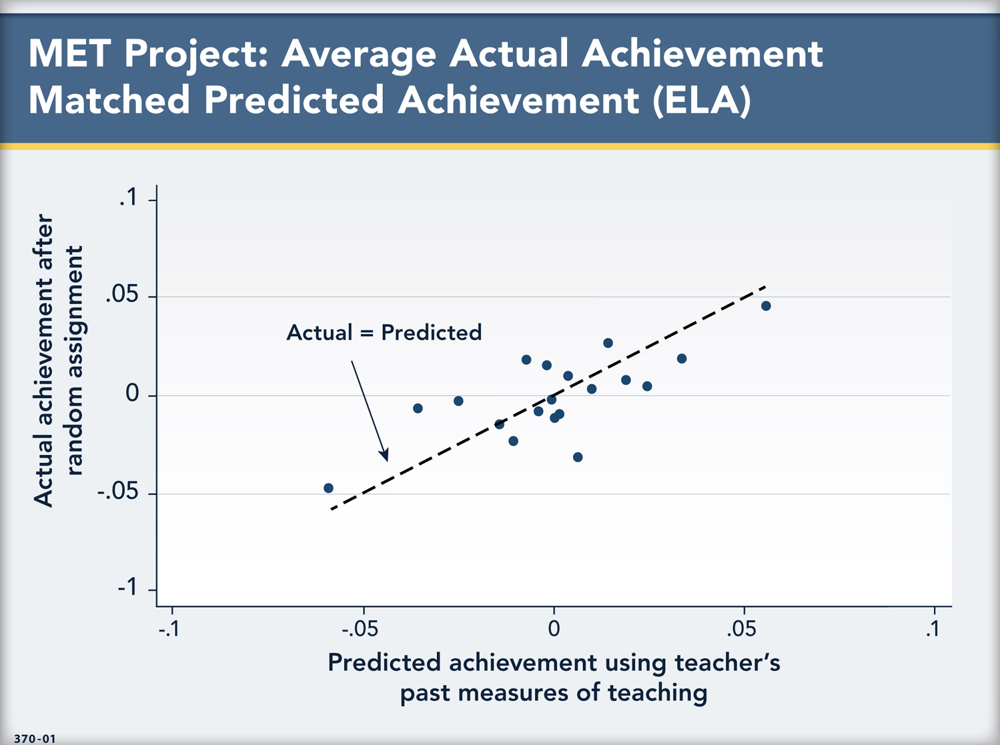 MET Project: Average Actual Achievement
Matched Predicted Achievement (ELA)
Actual achievement after
random assignment
.1
.05
0
-.05
-1
Actual = Predicted
-.1
-.05
0
.05
.1
Predicted achievement using teacher’s
past measures of teaching
370-01